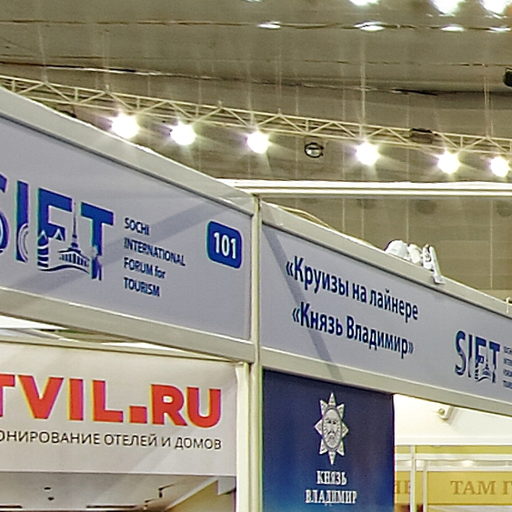 SIFT
SOCHI
INTERNATIONAL
FORUM for
TOURISM
101
«Круизы на лайнере
«Князь Владимир»
SIFT
TVIL.RU
ОНИРОВАНИЕ ОТЕЛЕЙ И ДОМОВ
КНЯЗЬ
ВЛАДИМИР
ТАМ